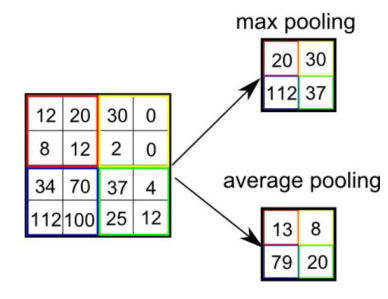 max pooling
20 30
112 37
12 20 30 0
8 12 2 0
34 70 37 4
112 100 25 12
average pooling
13 8
79 20